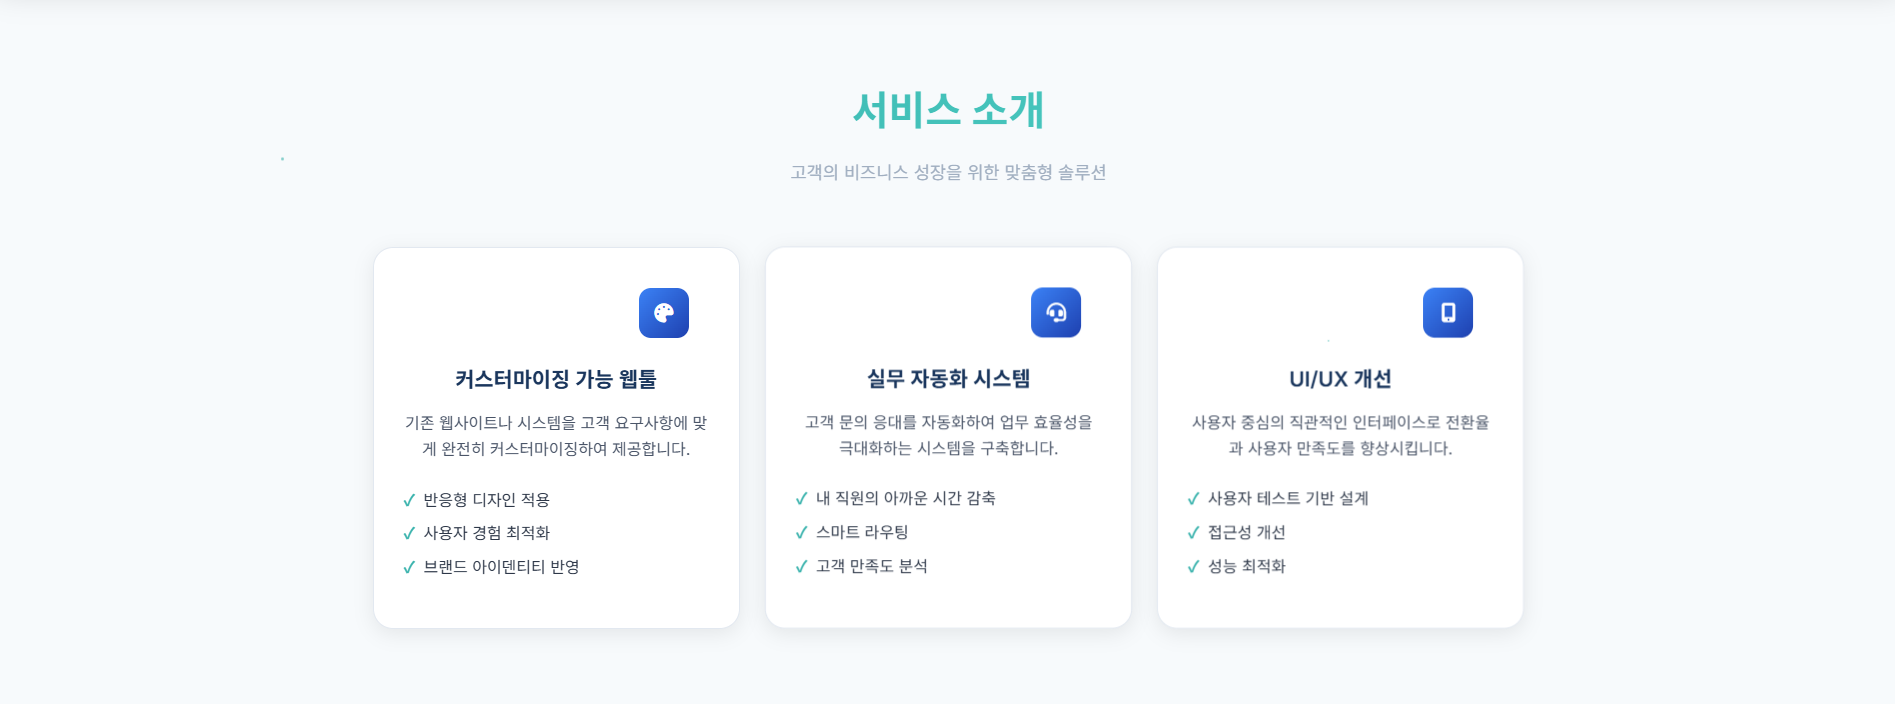 서비스 소개
고객의 비즈니스 성장을 위한 맞춤형 솔루션
커스터마이징 가능 웹툴
기존 웹사이트나 시스템을 고객 요구사항에 맞
게 완전히 커스터마이징하여 제공합니다.
✓ 반응형 디자인 적용
✓ 사용자 경험 최적화
✓ 브랜드 아이덴티티 반영
실무 자동화 시스템
고객 문의 응대를 자동화하여 업무 효율성을
극대화하는 시스템을 구축합니다.
✓ 내 직원의 아까운 시간 감축
✓ 스마트 라우팅
✓ 고객 만족도 분석
UI/UX 개선
사용자 중심의 직관적인 인터페이스로 전환율
과 사용자 만족도를 향상시킵니다.
✓ 사용자 테스트 기반 설계
✓ 접근성 개선
✓ 성능 최적화